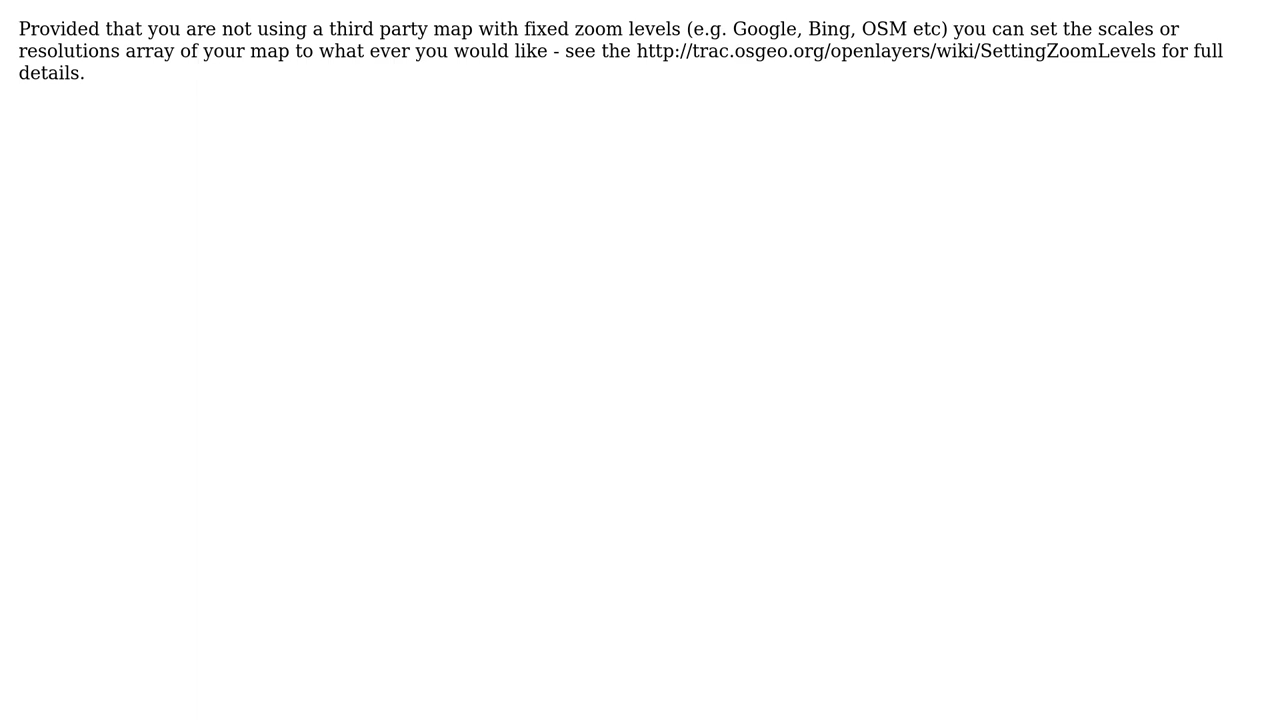 Provided that you are not using a third party map with fixed zoom levels (e.g. Google, Bing, OSM etc) you can set the scales or
resolutions array of your map to what ever you would like - see the http://trac.osgeo.org/openlayers/wiki/SettingZoomLevels for full
details.